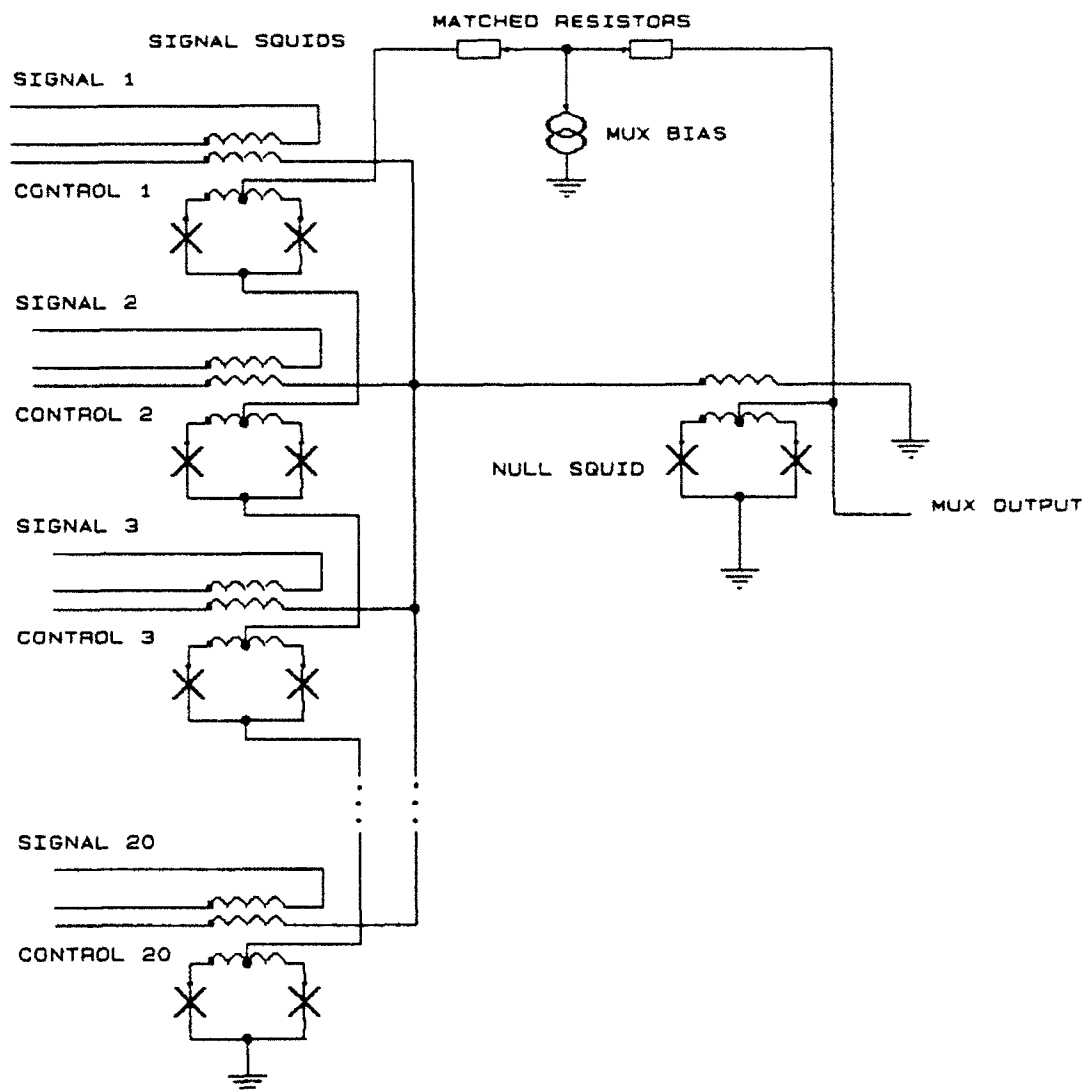 MATCHED RESISTORS
SIGNAL SQUIDS
SIGNAL 1
MUX BIAS
CONTROL 1
SIGNAL 2
CONTROL 2
NULL SQUID
MUX OUTPUT
SIGNAL 3
CONTROL 3
SIGNAL 20
CONTROL 20